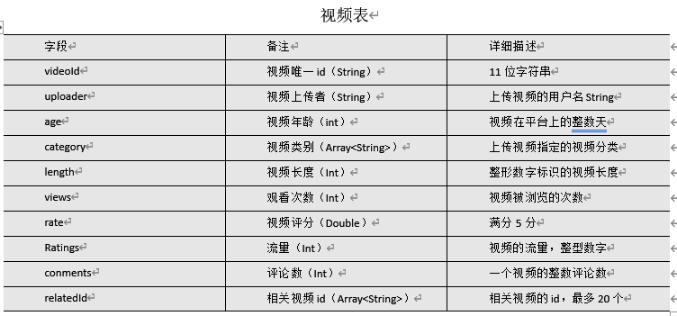 视频表
字段 备注 详细描述
videoId 视频唯一 id（String） 11 位字符串
uploader 视频上传者（String） 上传视频的用户名 String
age 视频年龄（int） 视频在平台上的整数天
category 视频类别（Array<String>） 上传视频指定的视频分类
length 视频长度（Int） 整形数字标识的视频长度
views 观看次数（Int） 视频被浏览的次数
rate 视频评分（Double） 满分 5 分
Ratings 流量（Int） 视频的流量，整型数字
conments 评论数（Int） 一个视频的整数评论数
relatedId 相关视频 id（Array<String>） 相关视频的 id，最多 20 个